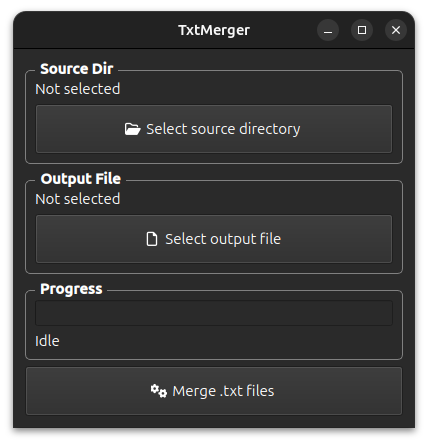 TxtMerger
Source Dir
Not selected
Select source directory
Output File
Not selected
Select output file
Progress
Idle
Merge .txt files